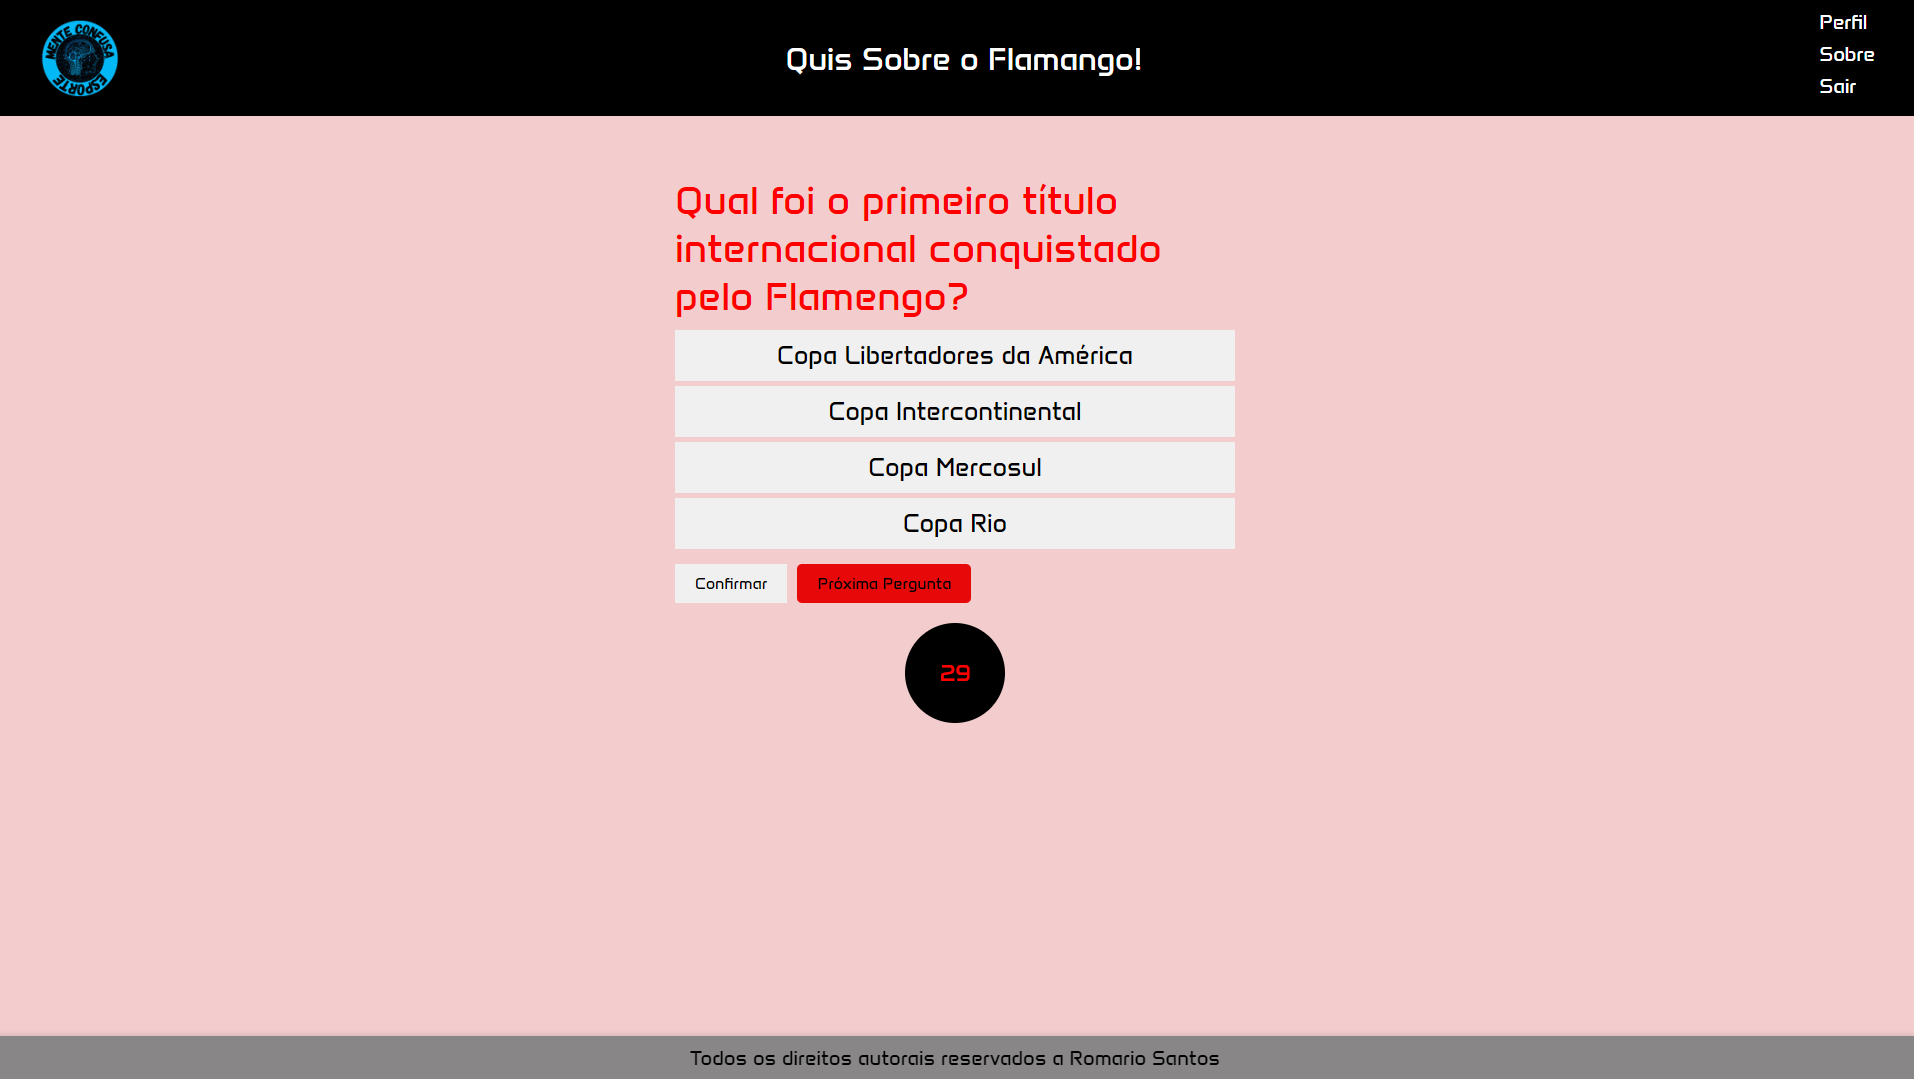 MENTE CONFUSA
ESPORTE
Quis Sobre o Flamango!
Perfil
Sobre
Sair
Qual foi o primeiro título
internacional conquistado
pelo Flamengo?
Copa Libertadores da América
Copa Intercontinental
Copa Mercosul
Copa Rio
Confirmar
Próxima Pergunta
29
Todos os direitos autorais reservados a Romario Santos